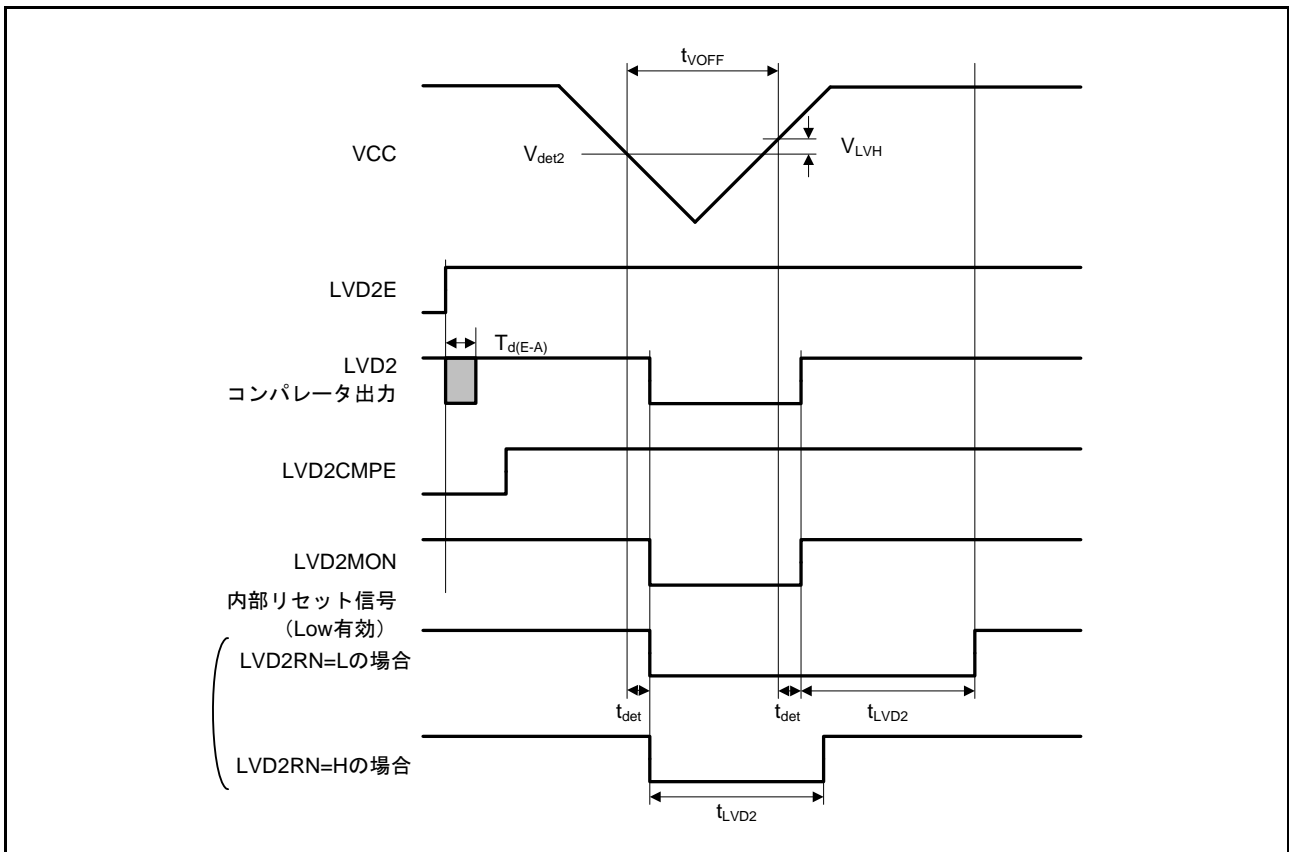 tVOFF
VCC
Vdet2
VLVH
LVD2E
Td(E-A)
LVD2
コンパレータ出力
LVD2CMPE
LVD2MON
内部リセット信号
（Low有効）
LVD2RN=Lの場合
tdet
tdet
tLVD2
LVD2RN=Hの場合
tLVD2